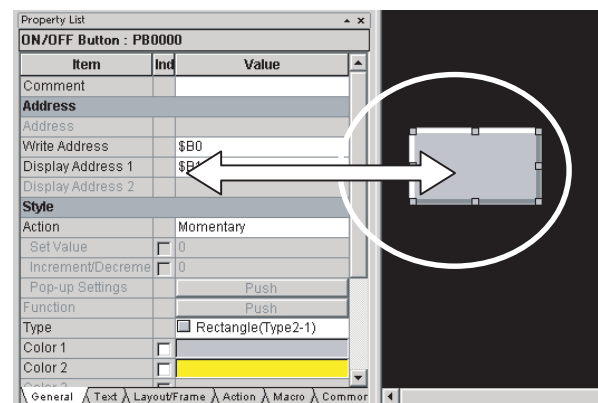 Property List
ON/OFF Button : PB0000
Item Ind Value
Comment
Address
Address
Write Address $B0
Display Address 1
Display Address 2
Style
Action Momentary
Set Value 0
Increment/Decreme 0
Pop-up Settings Push
Function Push
Type Rectangle(Type2-1)
Color 1
Color 2
General Text Layout/Frame Action Macro Commor